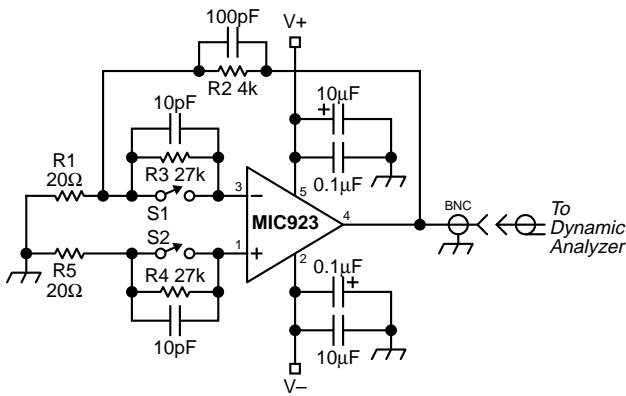 100pF
V+
R2 4k
10µF
+
10pF
R1
20Ω
R3 27k
0.1µF
S1
3
−
5
MIC923
4
BNC
To
Dynamic
Analyzer
S2
1
+
2
R5
20Ω
R4 27k
0.1µF
+
10pF
10µF
V−